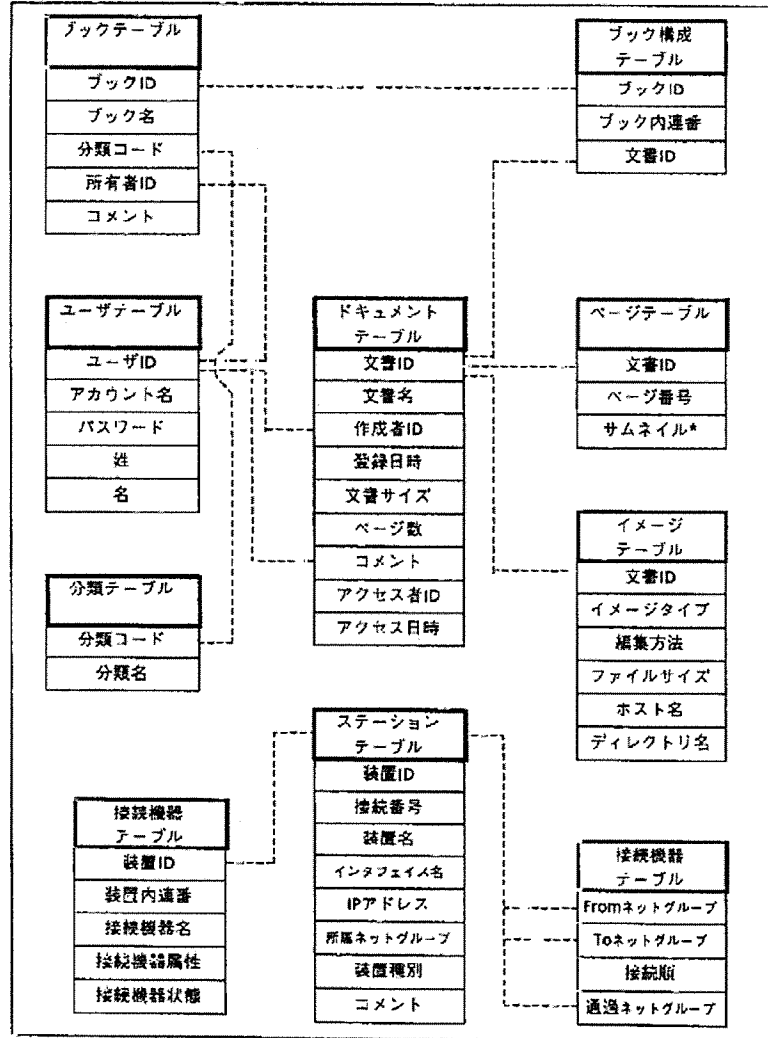 ブックテーブル
ブックID
ブック名
分類コード
所有者ID
コメント
ブック構成
テーブル
ブックID
ブック内連番
文書ID
ユーザテーブル
ユーザID
アカウント名
パスワード
姓
名
ドキュメント
テーブル
文書ID
文書名
作成者ID
登録日時
文書サイズ
ページ数
コメント
アクセス者ID
アクセス日時
ページテーブル
文書ID
ページ番号
サムネイル*
イメージ
テーブル
文書ID
イメージタイプ
編集方法
ファイルサイズ
ホスト名
ディレクトリ名
分類テーブル
分類コード
分類名
ステーション
テーブル
装置ID
接続番号
装置名
インタフェイス名
IPアドレス
所属ネットグループ
装置種別
コメント
接続機器
テーブル
装置ID
装置内連番
接続機器名
接続機器属性
接続機器状態
接続機器
テーブル
Fromネットグループ
Toネットグループ
接続順
通過ネットグループ